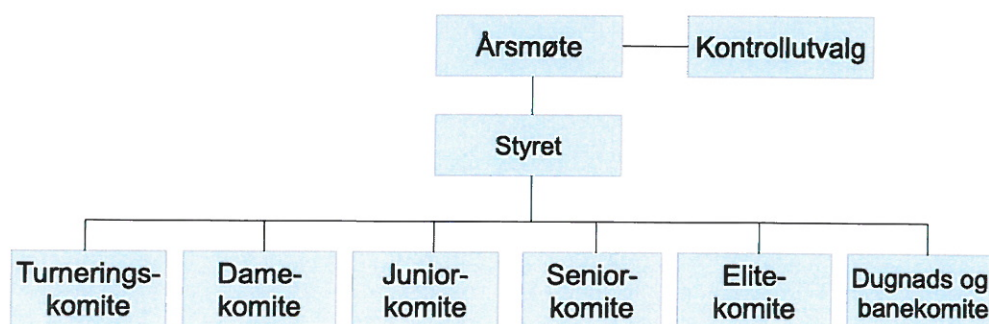 Årsmøte
Kontrollutvalg
Styret
Turnerings-
komite
Dame-
komite
Junior-
komite
Senior-
komite
Elite-
komite
Dugnads og
banekomite